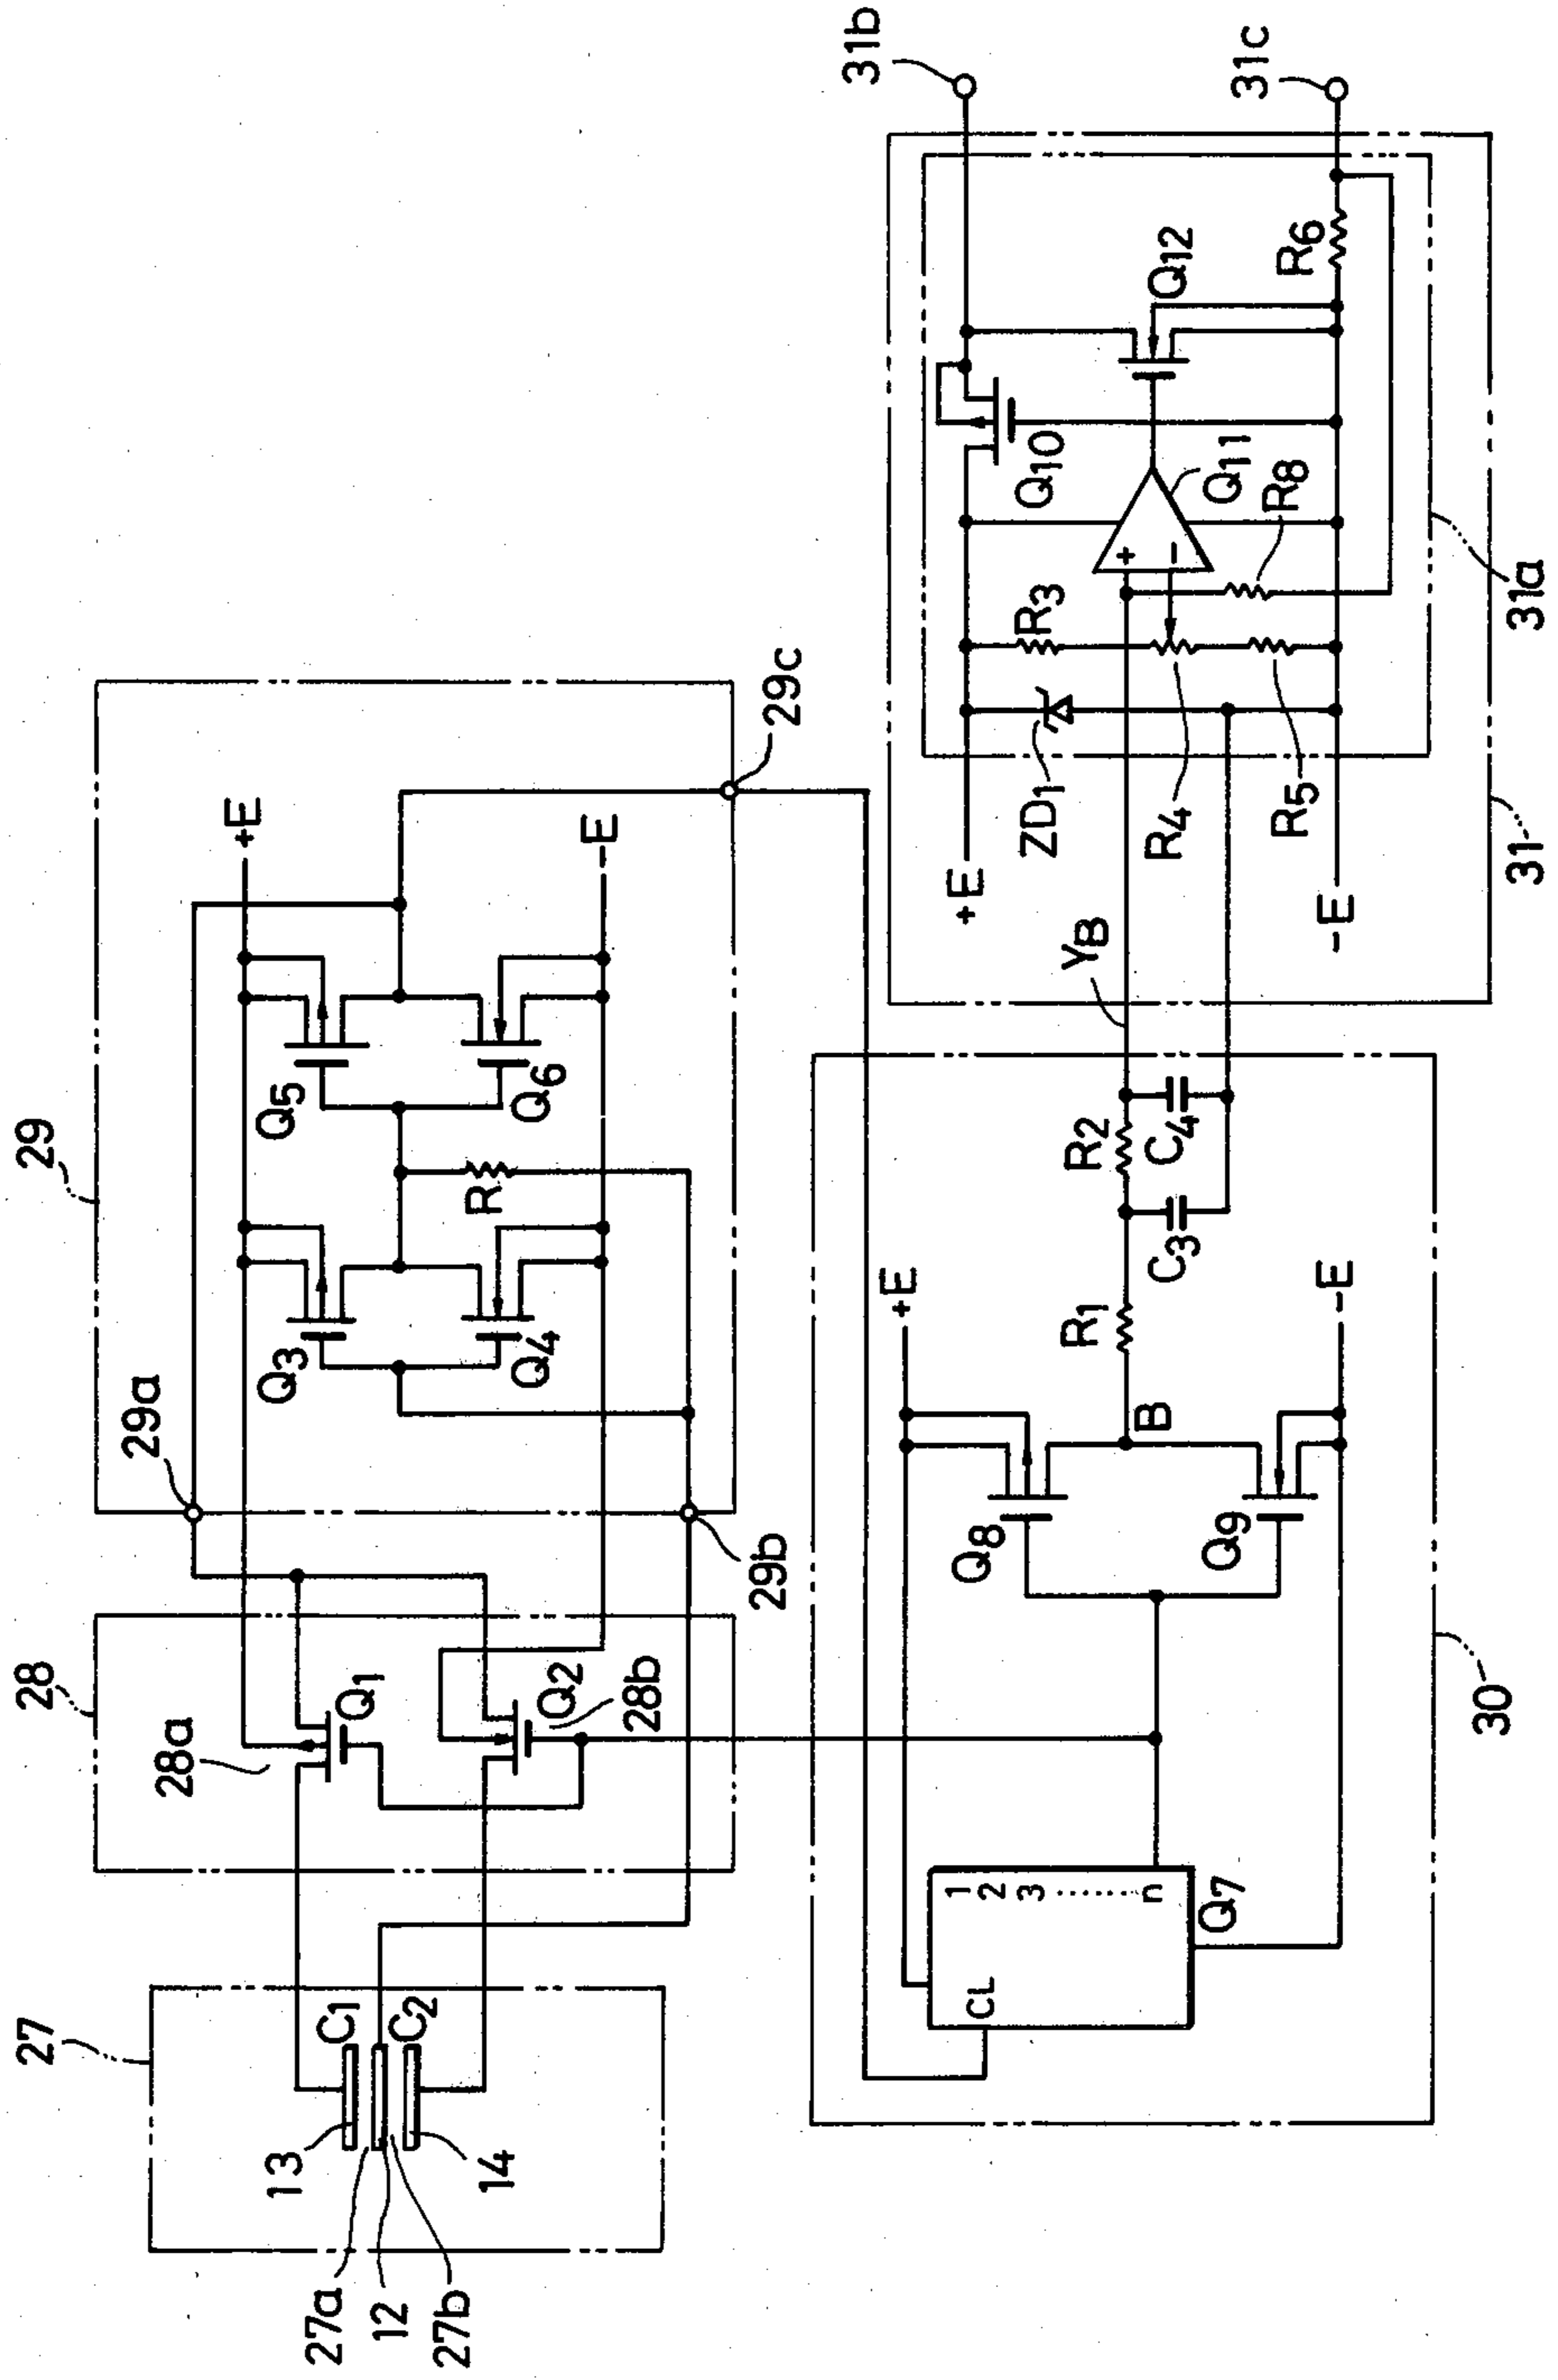 27
28
29
13
C1
27a
12
C2
27b
14
28a
Q1
Q2
28b
29a
29b
+E
Q3
Q4
R
Q5
Q6
-E
29c
CL
1
2
3
.......
n
Q7
+E
Q8
Q9
B
-E
R1
R2
C3
C4
30
YB
+E
-E
ZD1
R3
R4
R5
+
-
Q10
Q11
R8
Q12
R6
31b
31c
31a
31